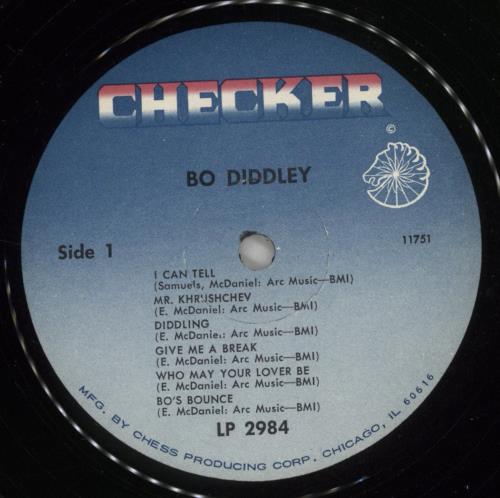 CHECKER
©
BO DIDDLEY
Side 1
11751
I CAN TELL
(Samuels, McDaniel: Arc Music—BMI)
MR. KHRUSHCHEV
(E. McDaniel: Arc Music—BMI)
DIDDLING
(E. McDaniel: Arc Music—BMI)
GIVE ME A BREAK
(E. McDaniel: Arc Music—BMI)
WHO MAY YOUR LOVER BE
(E. McDaniel: Arc Music—BMI)
BO'S BOUNCE
(E. McDaniel: Arc Music—BMI)
LP 2984
MFG. BY CHESS PRODUCING CORP. CHICAGO, IL 60616